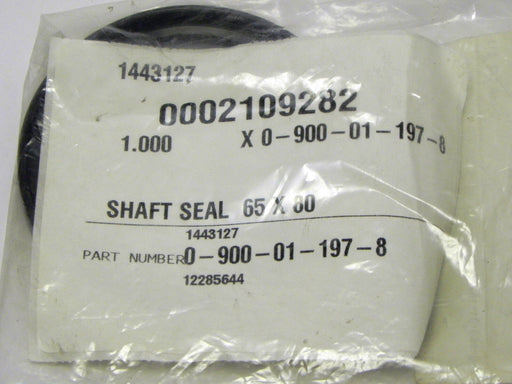 1443127
0002109282
1.000 X 0-900-01-197-8
SHAFT SEAL 65 X 80
1443127
PART NUMBER 0-900-01-197-8
12285644